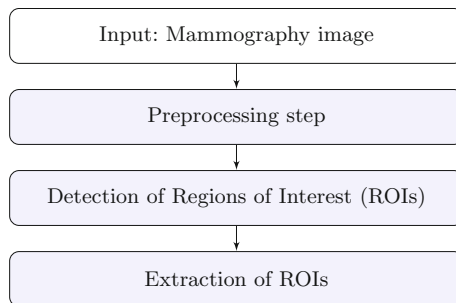 Input: Mammography image
Preprocessing step
Detection of Regions of Interest (ROIs)
Extraction of ROIs